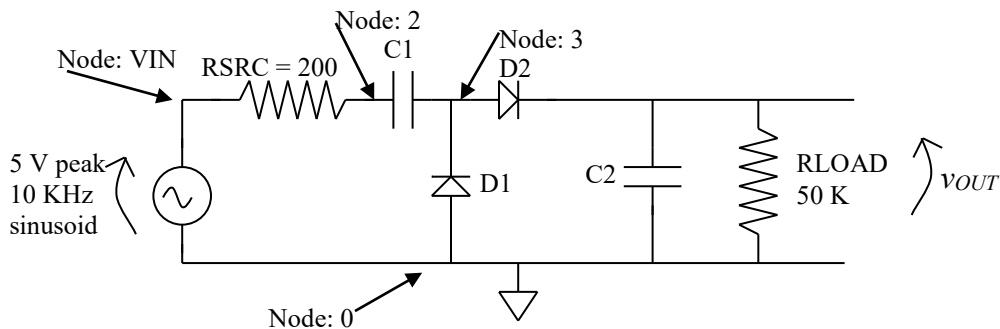 Node: 2
C1
Node: 3
Node: VIN
RSRC = 200
D2
5 V peak
10 KHz
sinusoid
D1
C2
RLOAD
50 K
vOUT
Node: 0